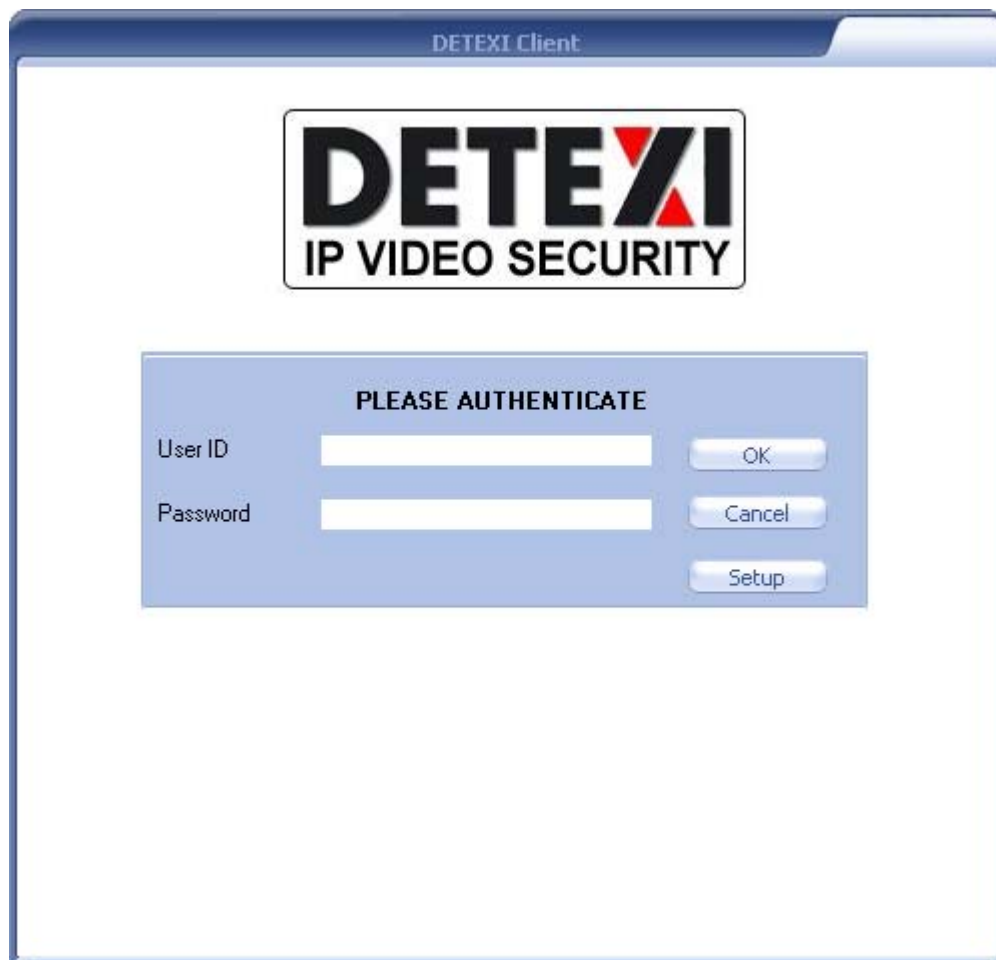 DETEXI Client
DETEXI
IP VIDEO SECURITY
PLEASE AUTHENTICATE
User ID
OK
Password
Cancel
Setup